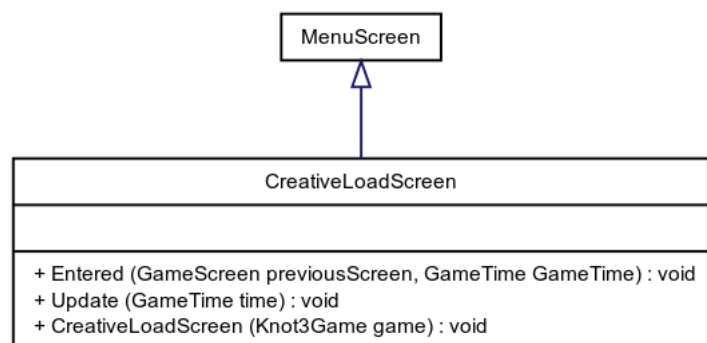 MenuScreen
CreativeLoadScreen
+ Entered (GameScreen previousScreen, GameTime GameTime) : void
+ Update (GameTime time) : void
+ CreativeLoadScreen (Knot3Game game) : void